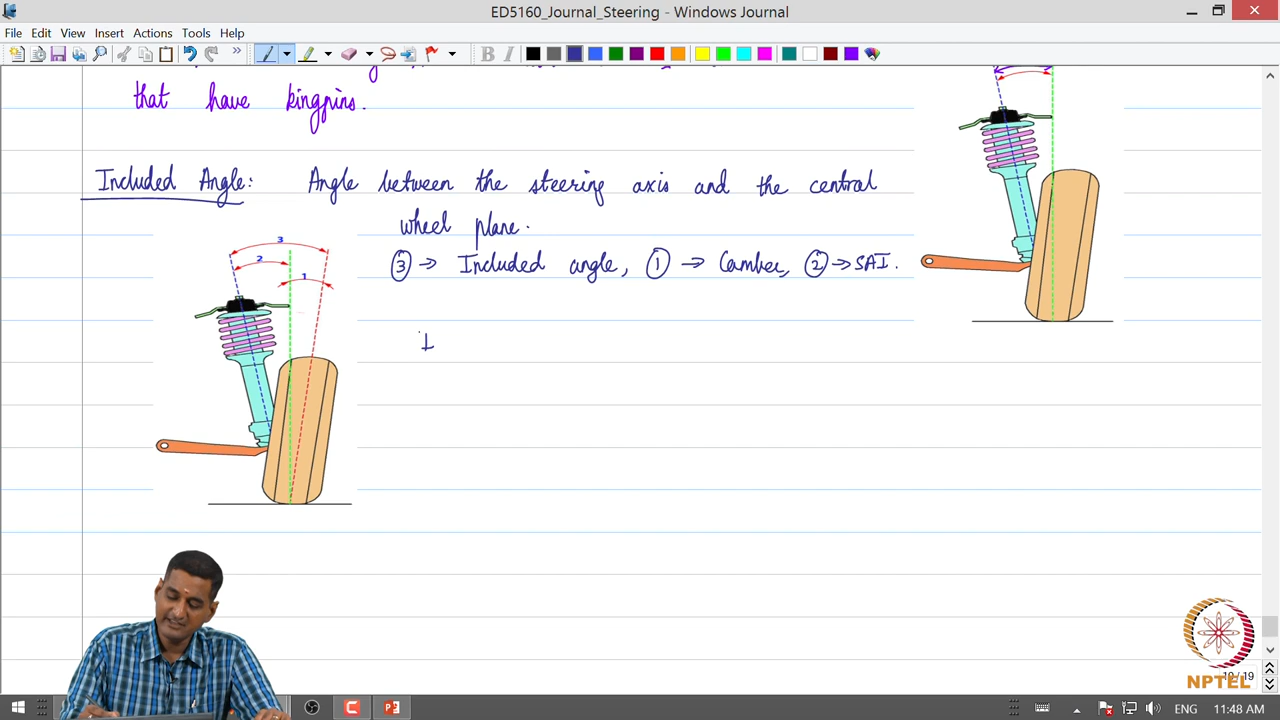 ED5160_Journal_Steering - Windows Journal
File Edit View Insert Actions Tools Help
that have kingpins.
Included Angle: Angle between the steering axis and the central
wheel plane.
③ → Included angle, ① → Camber, ② → SAI.
3
2
1
I
NPTEL
ENG 11:48 AM